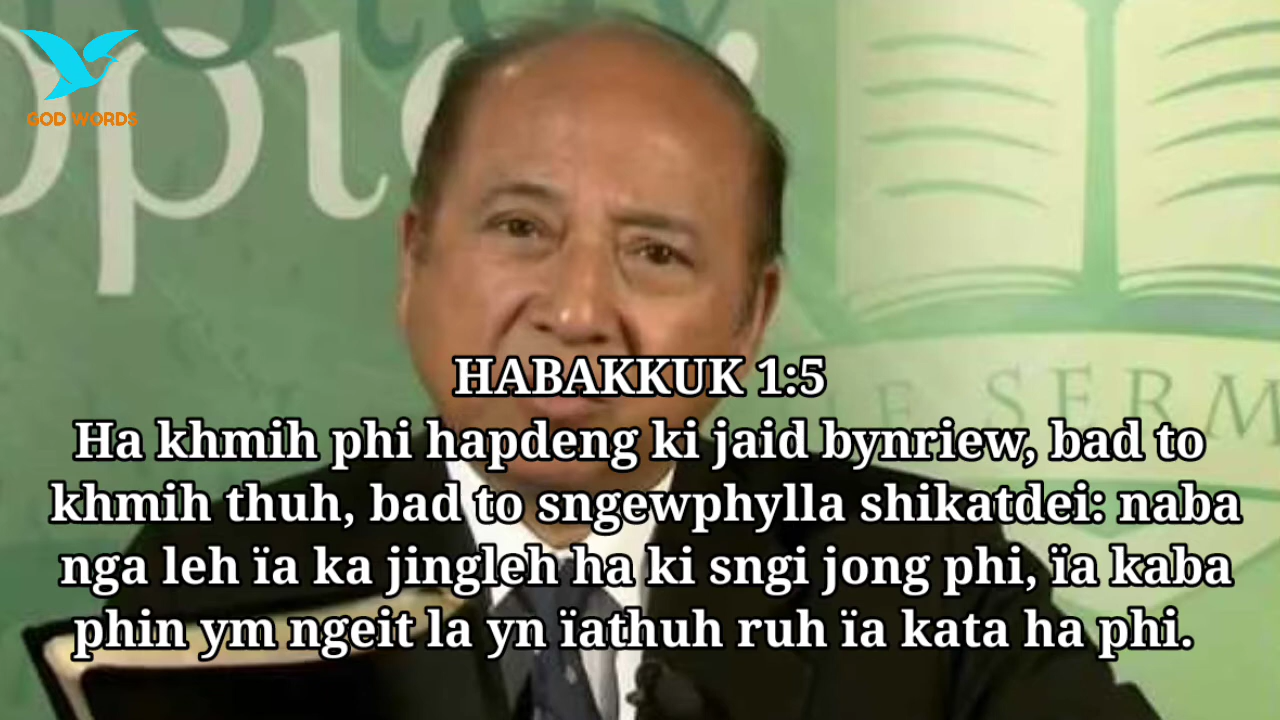 GOD WORDS
HABAKKUK 1:5
Ha khmih phi hapdeng ki jaid bynriew, bad to
khmih thuh, bad to sngewphylla shikatdei: naba
nga leh ïa ka jingleh ha ki sngi jong phi, ïa kaba
phin ym ngeit la yn ïathuh ruh ïa kata ha phi.
SERM